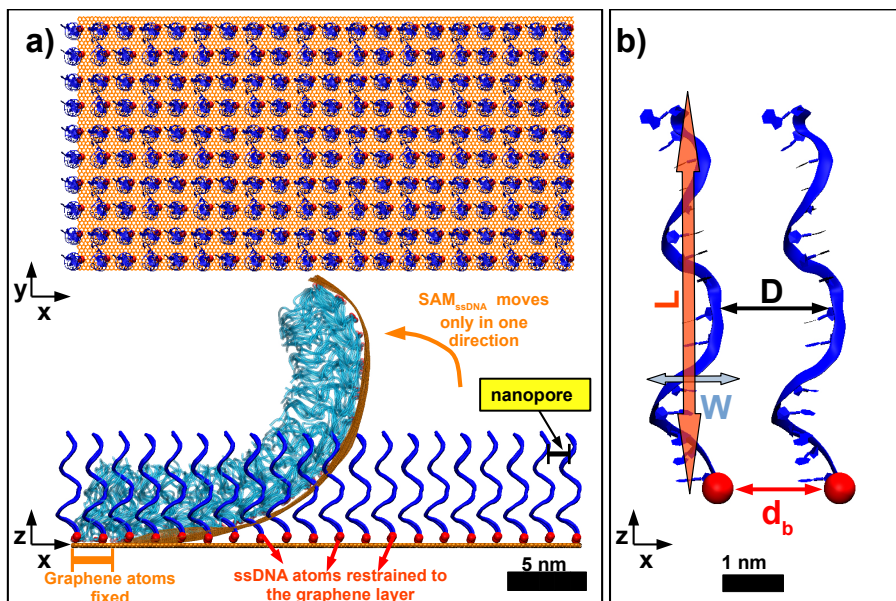 a)
y
x
SAMssDNA moves
only in one
direction
nanopore
z
x
Graphene atoms
fixed
ssDNA atoms restrained to
the graphene layer
5 nm
b)
L
D
W
db
z
x
1 nm